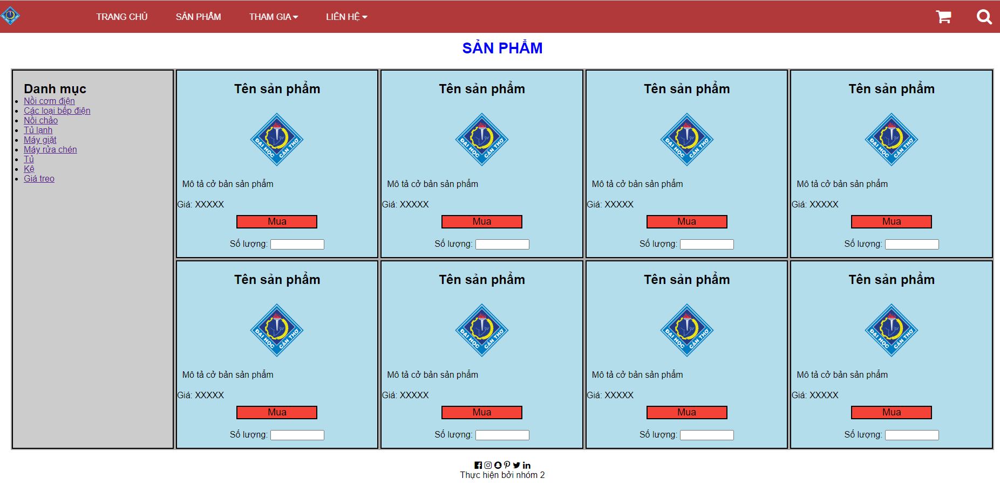 TRANG CHỦ SẢN PHẨM THAM GIA LIÊN HỆ
SẢN PHẨM
Danh mục
Nồi cơm điện
Các loại bếp điện
Nồi chảo
Tủ lạnh
Máy giặt
Máy rửa chén
Tủ
Kệ
Giá treo
Tên sản phẩm Tên sản phẩm Tên sản phẩm Tên sản phẩm
ĐẠI HỌC CẦN THƠ ĐẠI HỌC CẦN THƠ ĐẠI HỌC CẦN THƠ ĐẠI HỌC CẦN THƠ
Mô tả cở bản sản phẩm Mô tả cở bản sản phẩm Mô tả cở bản sản phẩm Mô tả cở bản sản phẩm
Giá: XXXXX Giá: XXXXX Giá: XXXXX Giá: XXXXX
Mua Mua Mua Mua
Số lượng: Số lượng: Số lượng: Số lượng:
Tên sản phẩm Tên sản phẩm Tên sản phẩm Tên sản phẩm
ĐẠI HỌC CẦN THƠ ĐẠI HỌC CẦN THƠ ĐẠI HỌC CẦN THƠ ĐẠI HỌC CẦN THƠ
Mô tả cở bản sản phẩm Mô tả cở bản sản phẩm Mô tả cở bản sản phẩm Mô tả cở bản sản phẩm
Giá: XXXXX Giá: XXXXX Giá: XXXXX Giá: XXXXX
Mua Mua Mua Mua
Số lượng: Số lượng: Số lượng: Số lượng:
Thực hiện bởi nhóm 2